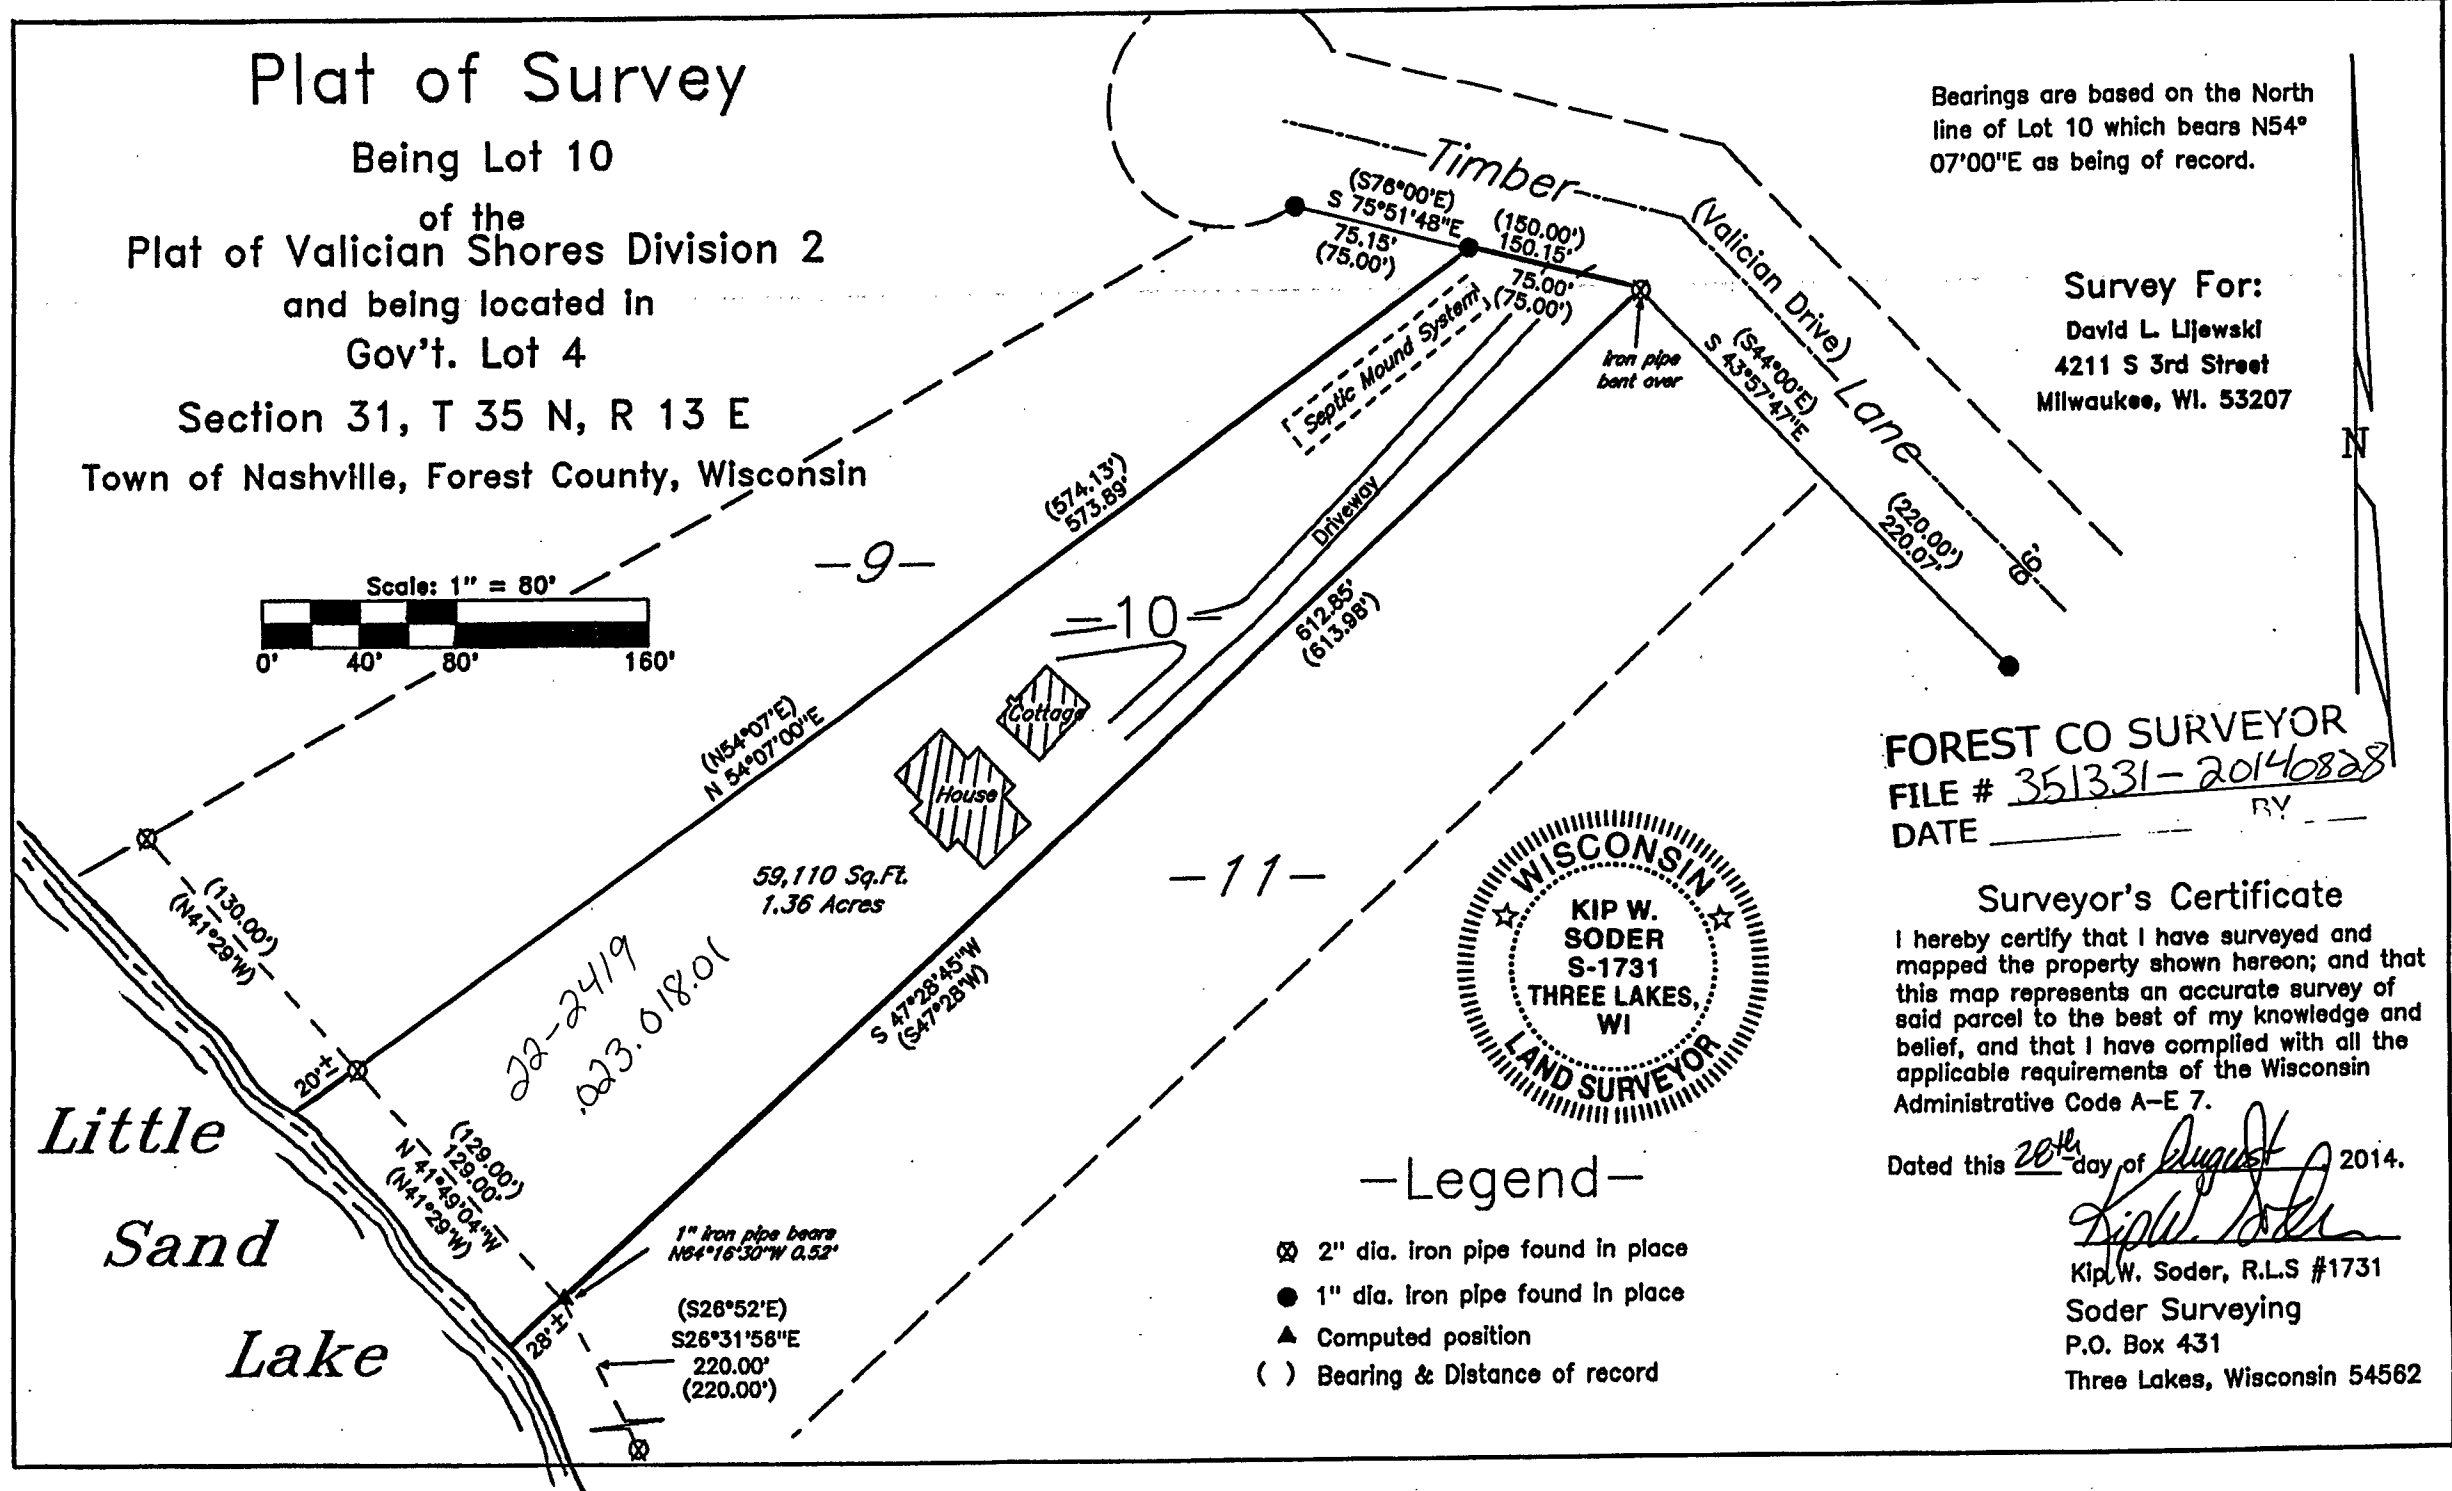 Plat of Survey
Being Lot 10
of the
Plat of Valician Shores Division 2
and being located in
Gov't. Lot 4
Section 31, T 35 N, R 13 E
Town of Nashville, Forest County, Wisconsin
Scale: 1" = 80'
0' 40' 80' 160'
Timber
(Valician Drive)
Lane
66'
(S76°00'E)
S 75°51'48"E
75.15'
(75.00')
(150.00')
150.15'
75.00'
(75.00')
iron pipe
bent over
(S44°00'E)
S 43°57'47"E
(220.00')
220.07'
Septic Mound System
Driveway
(574.13')
573.89'
-9-
-10-
612.85'
(613.98')
Cottage
House
(N54°07'E)
N 54°07'00"E
59,110 Sq.Ft.
1.36 Acres
-11-
22-2419
.023.018.01
S 47°28'45"W
(S47°28'W)
(130.00')
(N41°29'W)
20'±
(129.00')
129.00'
N 41°49'04"W
(N41°29'W)
1" iron pipe bears
N64°16'30"W 0.52'
28'±
(S26°52'E)
S26°31'56"E
220.00'
(220.00')
Little
Sand
Lake
Bearings are based on the North
line of Lot 10 which bears N54°
07'00"E as being of record.
Survey For:
David L. Lijewski
4211 S 3rd Street
Milwaukee, WI. 53207
N
FOREST CO SURVEYOR
FILE # 351331-20140828
BY
DATE
WISCONSIN
KIP W.
SODER
S-1731
THREE LAKES,
WI
LAND SURVEYOR
Surveyor's Certificate
I hereby certify that I have surveyed and
mapped the property shown hereon; and that
this map represents an accurate survey of
said parcel to the best of my knowledge and
belief, and that I have complied with all the
applicable requirements of the Wisconsin
Administrative Code A-E 7.
Dated this 28th day of August, 2014.
Kip W. Soder
Kip W. Soder, R.L.S #1731
Soder Surveying
P.O. Box 431
Three Lakes, Wisconsin 54562
-Legend-
2" dia. iron pipe found in place
1" dia. iron pipe found in place
Computed position
( ) Bearing & Distance of record